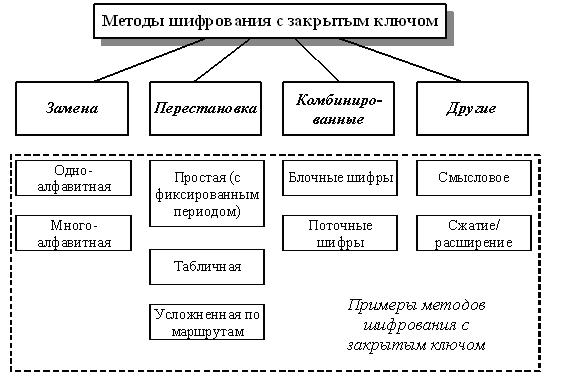 Методы шифрования с закрытым ключом
Замена
Перестановка
Комбиниро-
ванные
Другие
Одно-
алфавитная
Много-
алфавитная
Простая (с
фиксированным
периодом)
Табличная
Усложненная по
маршрутам
Блочные шифры
Поточные
шифры
Смысловое
Сжатие/
расширение
Примеры методов
шифрования с
закрытым ключом